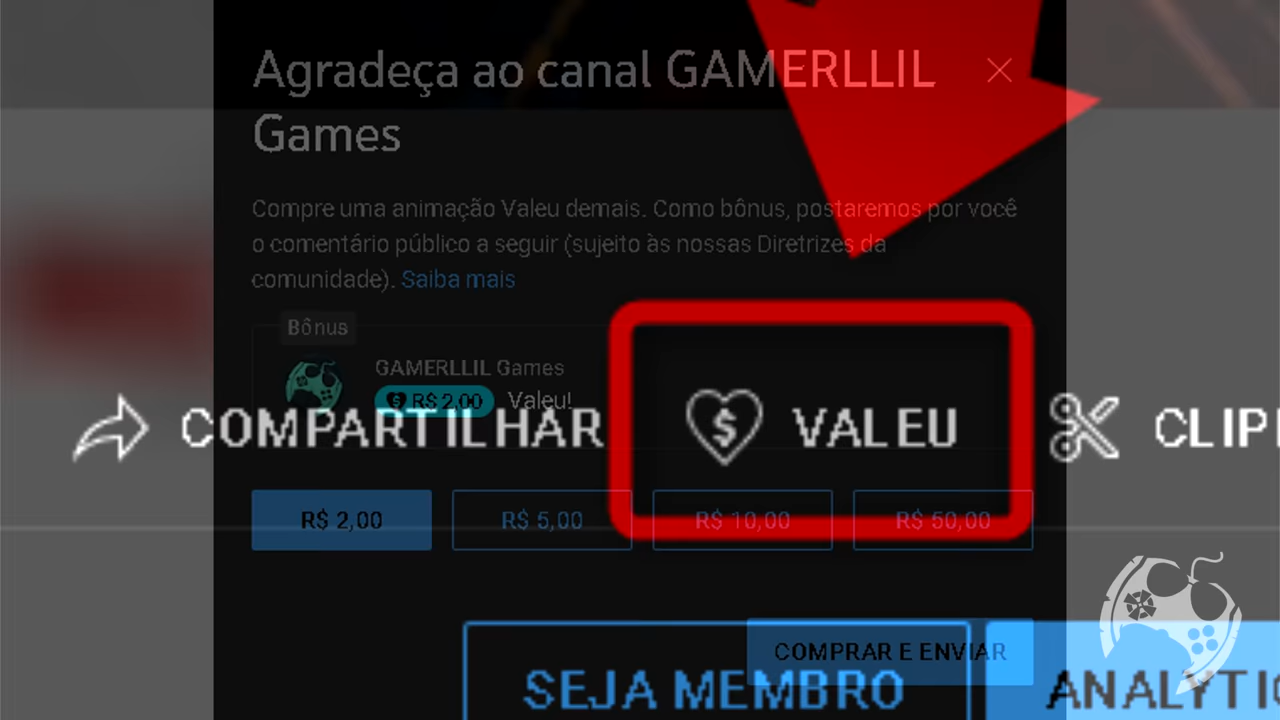 Agradeça ao canal GAMERLLIL
Games
Compre uma animação Valeu demais. Como bônus, postaremos por você
o comentário público a seguir (sujeito às nossas Diretrizes da
comunidade). Saiba mais
Bônus
GAMERLLIL Games
R$ 2,00 Valeu!
COMPARTILHAR VALEU CLIP
R$ 2,00 R$ 5,00 R$ 10,00 R$ 50,00
COMPRAR E ENVIAR
SEJA MEMBRO ANALYTIC